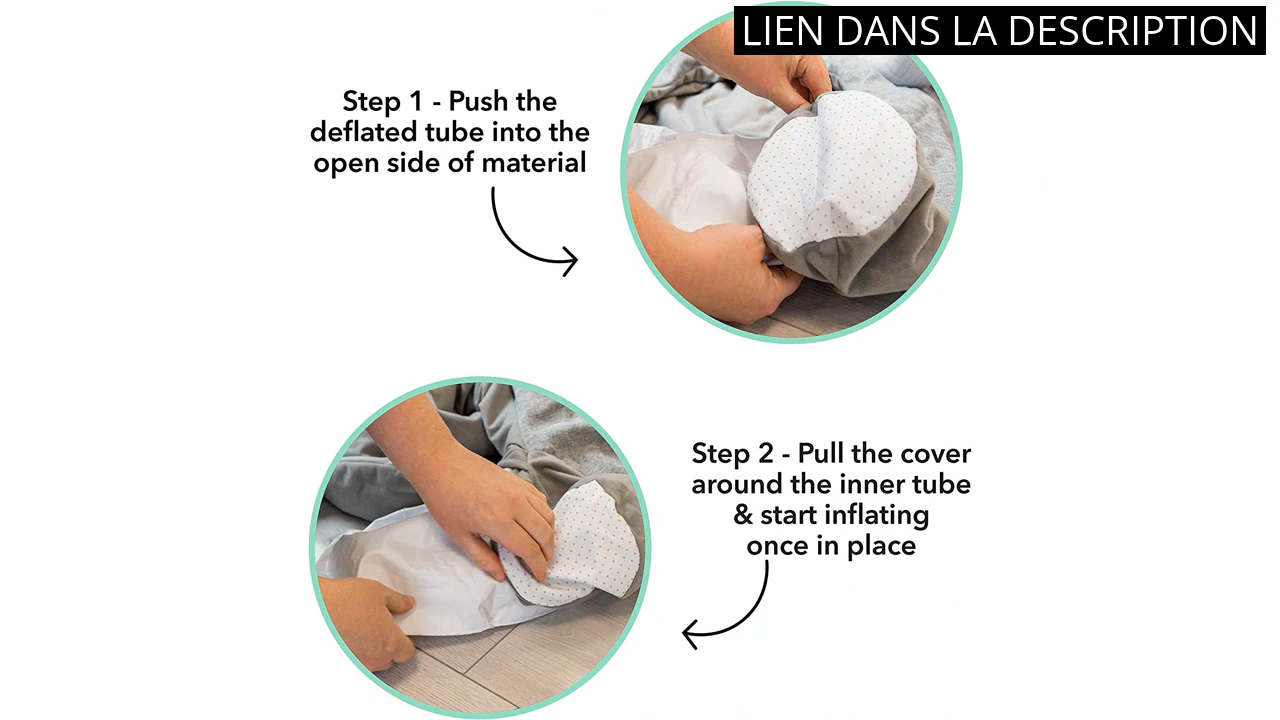 LIEN DANS LA DESCRIPTION
Step 1 - Push the
deflated tube into the
open side of material
Step 2 - Pull the cover
around the inner tube
& start inflating
once in place